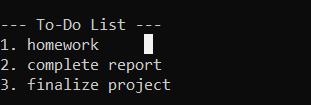 --- To-Do List ---
1. homework
2. complete report
3. finalize project